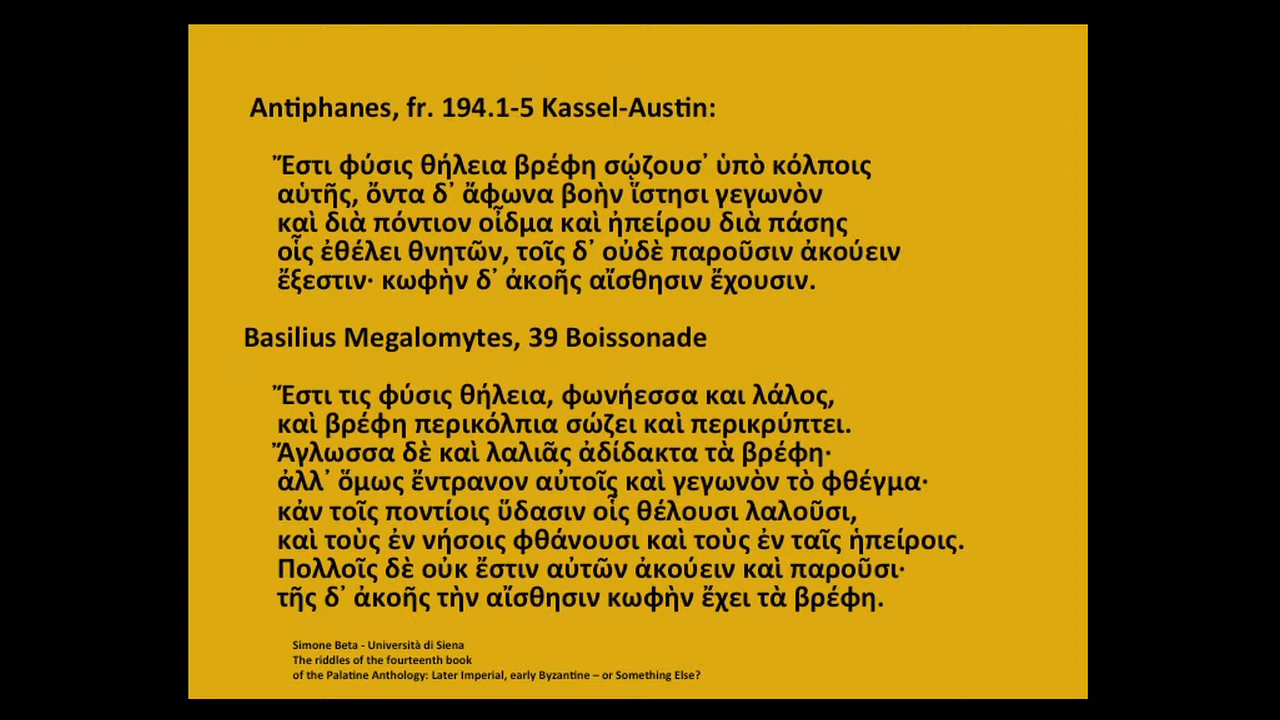 Antiphanes, fr. 194.1-5 Kassel-Austin:
Ἔστι φύσις θήλεια βρέφη σῴζουσ᾽ ὑπὸ κόλποις
αὑτῆς, ὄντα δ᾽ ἄφωνα βοὴν ἵστησι γεγωνὸν
καὶ διὰ πόντιον οἶδμα καὶ ἠπείρου διὰ πάσης
οἷς ἐθέλει θνητῶν, τοῖς δ᾽ οὐδὲ παροῦσιν ἀκούειν
ἔξεστιν· κωφὴν δ᾽ ἀκοῆς αἴσθησιν ἔχουσιν.
Basilius Megalomytes, 39 Boissonade
Ἔστι τις φύσις θήλεια, φωνήεσσα και λάλος,
καὶ βρέφη περικόλπια σώζει καὶ περικρύπτει.
Ἄγλωσσα δὲ καὶ λαλιᾶς ἀδίδακτα τὰ βρέφη·
ἀλλ᾽ ὅμως ἔντρανον αὐτοῖς καὶ γεγωνὸν τὸ φθέγμα·
κἀν τοῖς ποντίοις ὕδασιν οἷς θέλουσι λαλοῦσι,
καὶ τοὺς ἐν νήσοις φθάνουσι καὶ τοὺς ἐν ταῖς ἠπείροις.
Πολλοῖς δὲ οὐκ ἔστιν αὐτῶν ἀκούειν καὶ παροῦσι·
τῆς δ᾽ ἀκοῆς τὴν αἴσθησιν κωφὴν ἔχει τὰ βρέφη.
Simone Beta - Università di Siena
The riddles of the fourteenth book
of the Palatine Anthology: Later Imperial, early Byzantine – or Something Else?